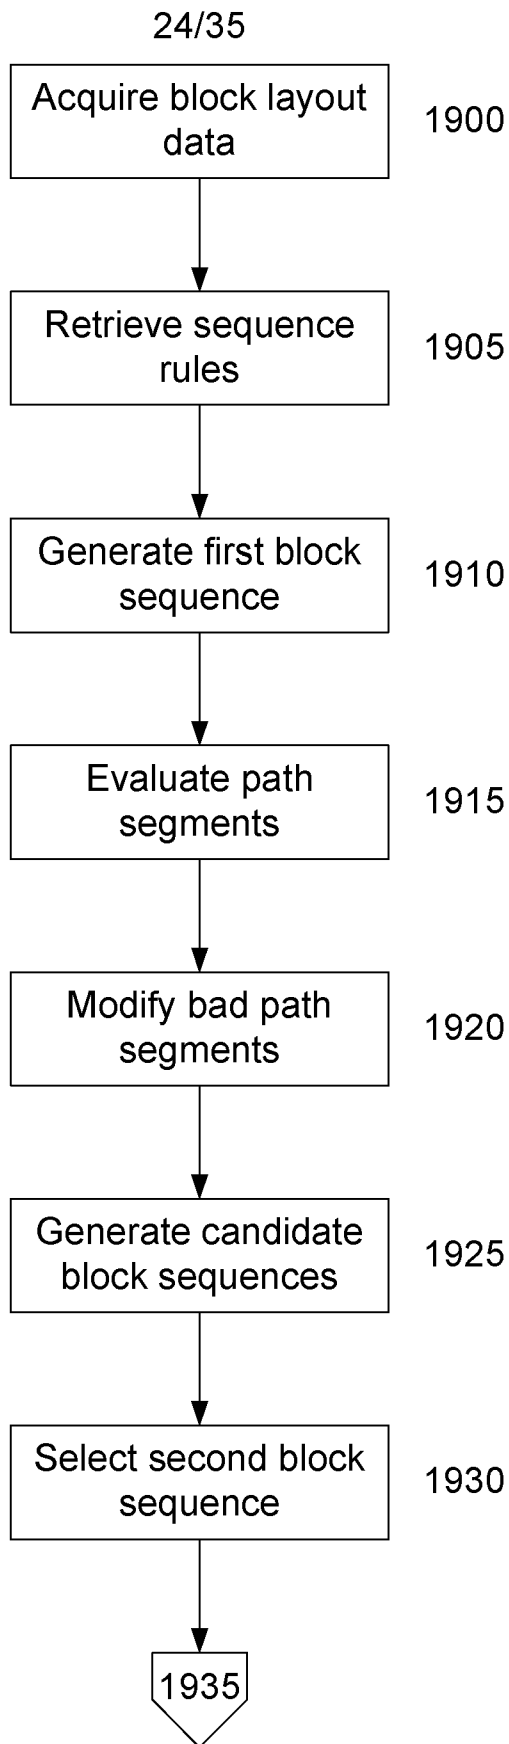 24/35
Acquire block layout
data
1900
Retrieve sequence
rules
1905
Generate first block
sequence
1910
Evaluate path
segments
1915
Modify bad path
segments
1920
Generate candidate
block sequences
1925
Select second block
sequence
1930
1935